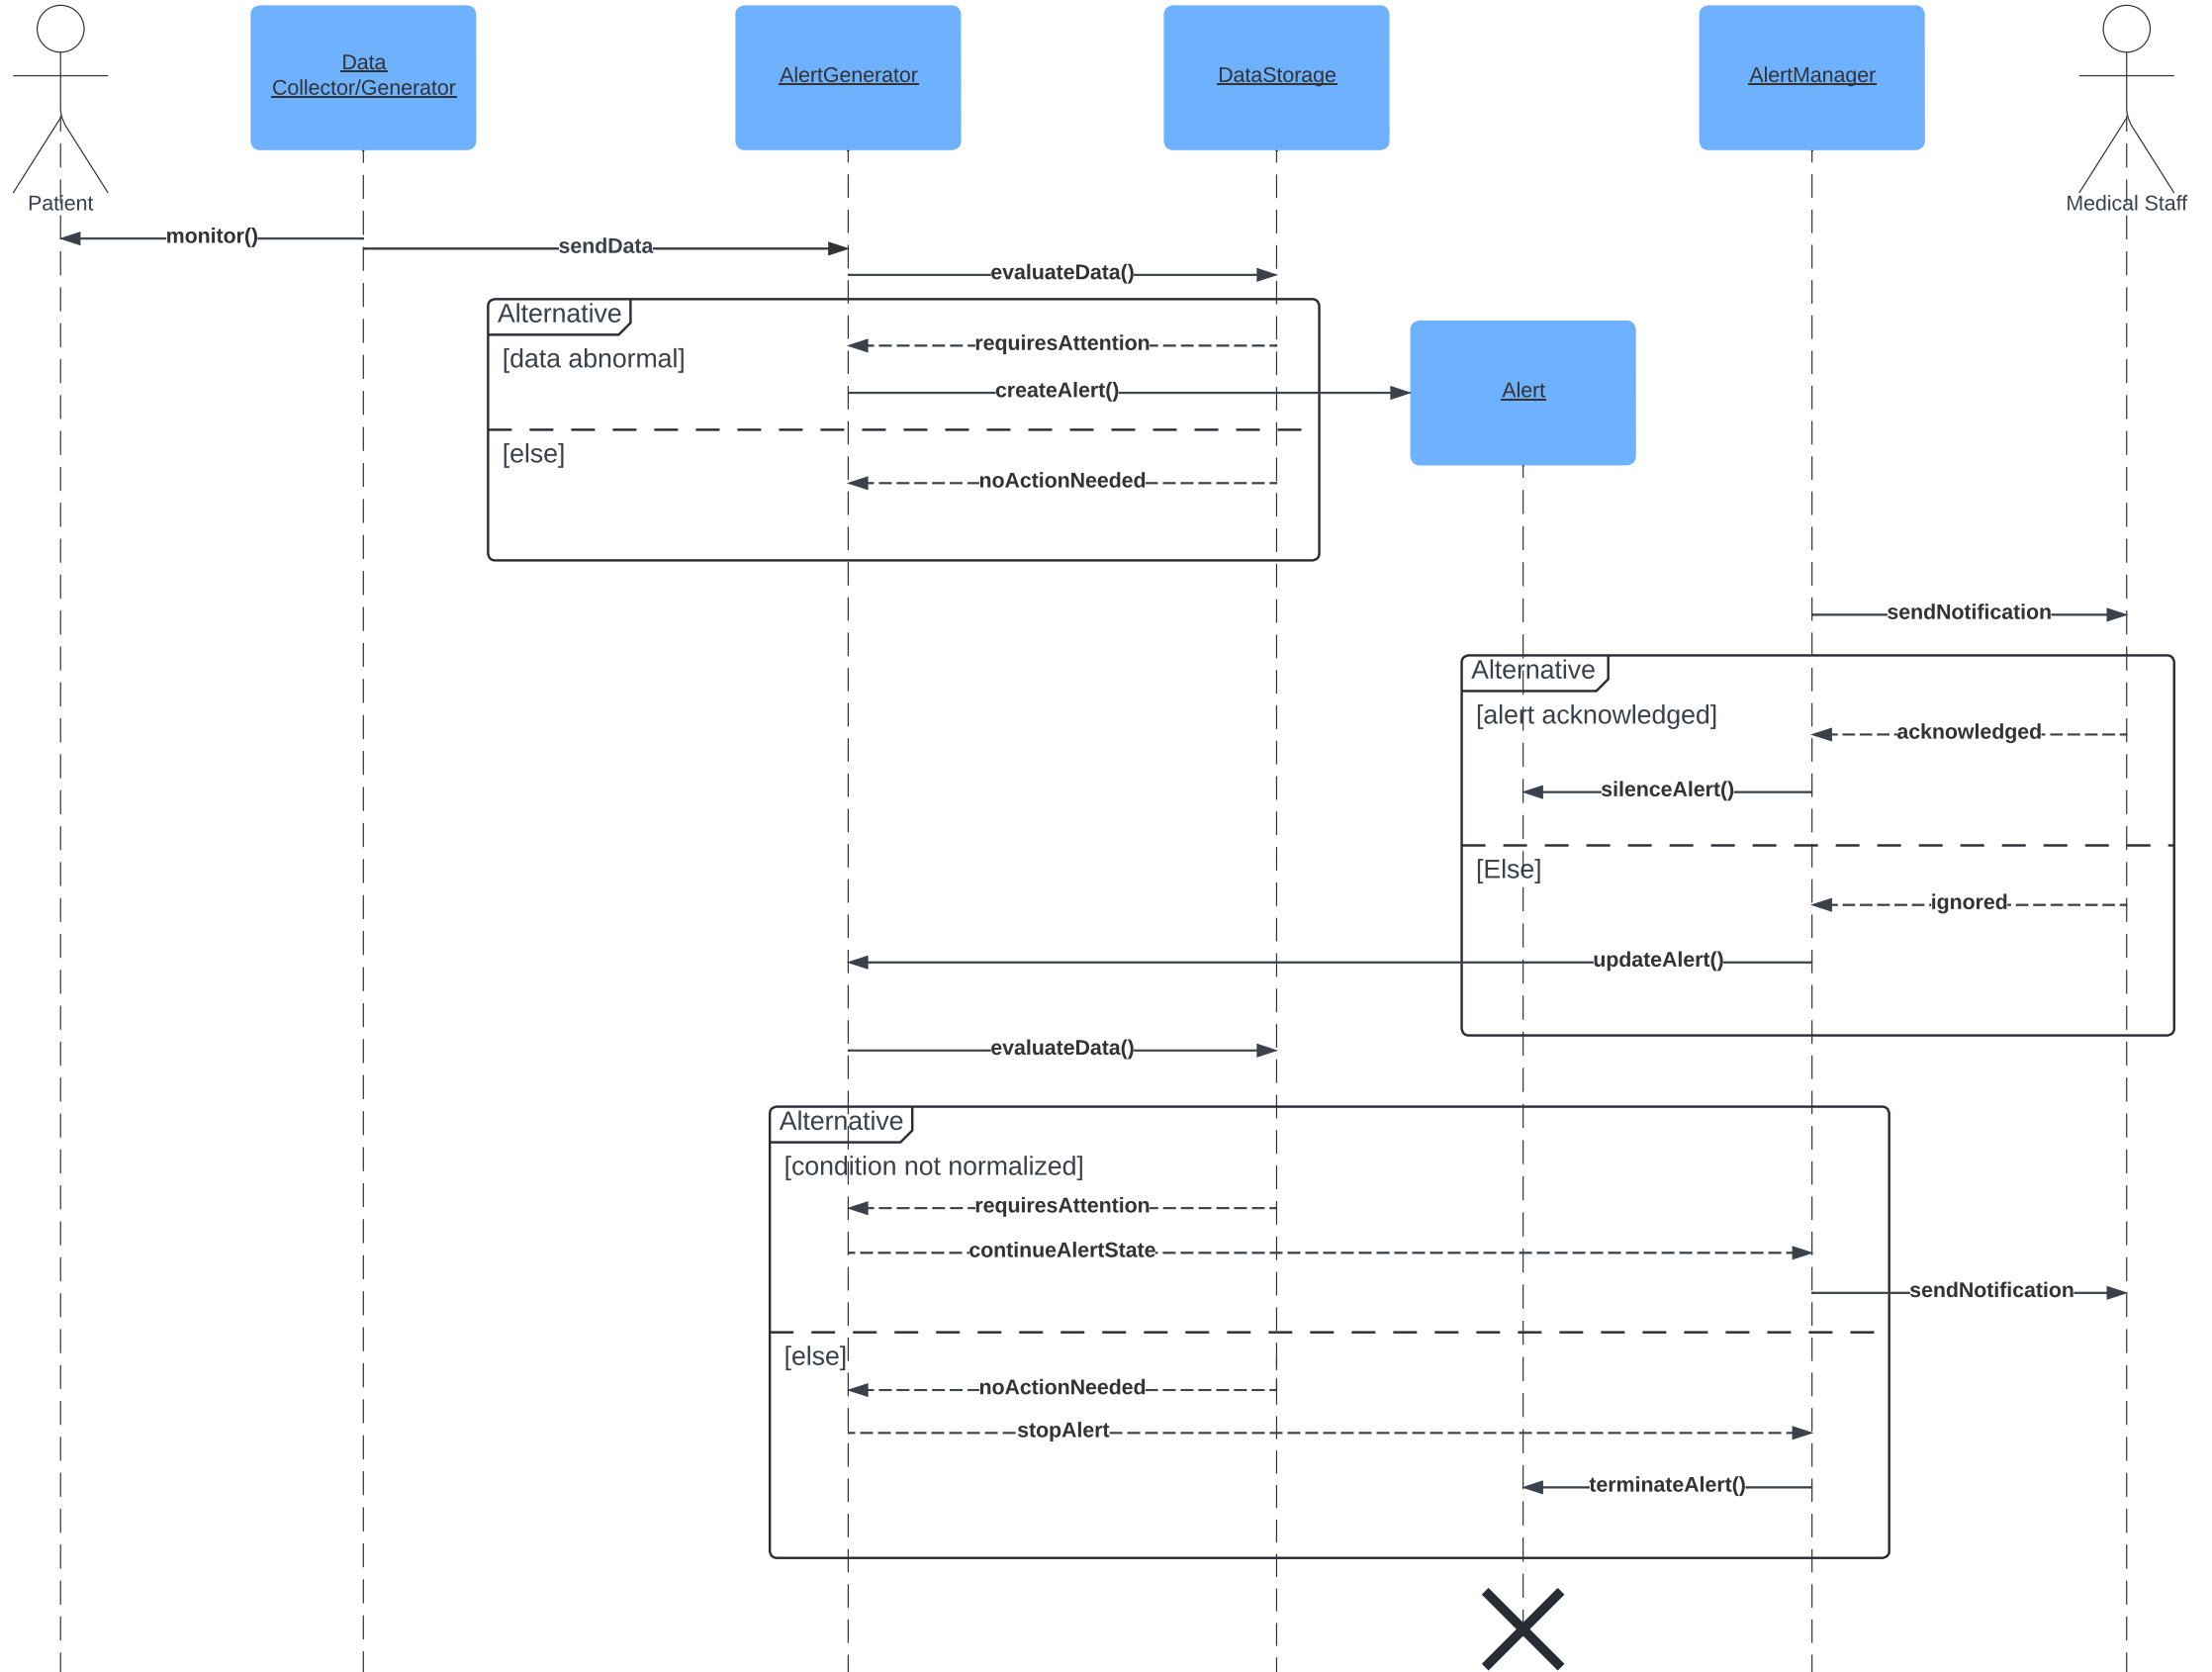 Data
Collector/Generator
AlertGenerator
DataStorage
AlertManager
Patient
Medical Staff
monitor()
sendData
evaluateData()
Alternative
[data abnormal]
requiresAttention
createAlert()
Alert
[else]
noActionNeeded
sendNotification
Alternative
[alert acknowledged]
acknowledged
silenceAlert()
[Else]
ignored
updateAlert()
evaluateData()
Alternative
[condition not normalized]
requiresAttention
continueAlertState
sendNotification
[else]
noActionNeeded
stopAlert
terminateAlert()